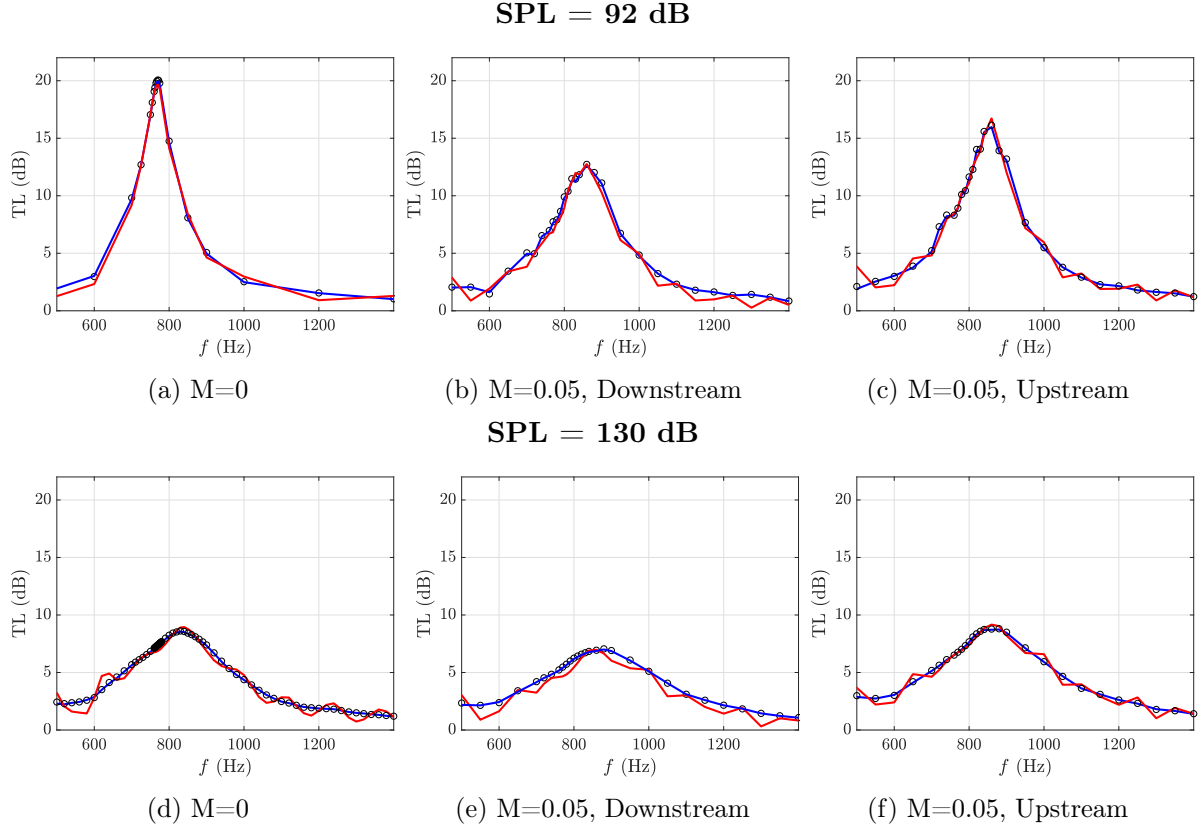 SPL = 92 dB
TL (dB)
20
15
10
5
0
600 800 1000 1200
f (Hz)
(a) M=0
TL (dB)
20
15
10
5
0
600 800 1000 1200
f (Hz)
(b) M=0.05, Downstream
TL (dB)
20
15
10
5
0
600 800 1000 1200
f (Hz)
(c) M=0.05, Upstream
SPL = 130 dB
TL (dB)
20
15
10
5
0
600 800 1000 1200
f (Hz)
(d) M=0
TL (dB)
20
15
10
5
0
600 800 1000 1200
f (Hz)
(e) M=0.05, Downstream
TL (dB)
20
15
10
5
0
600 800 1000 1200
f (Hz)
(f) M=0.05, Upstream